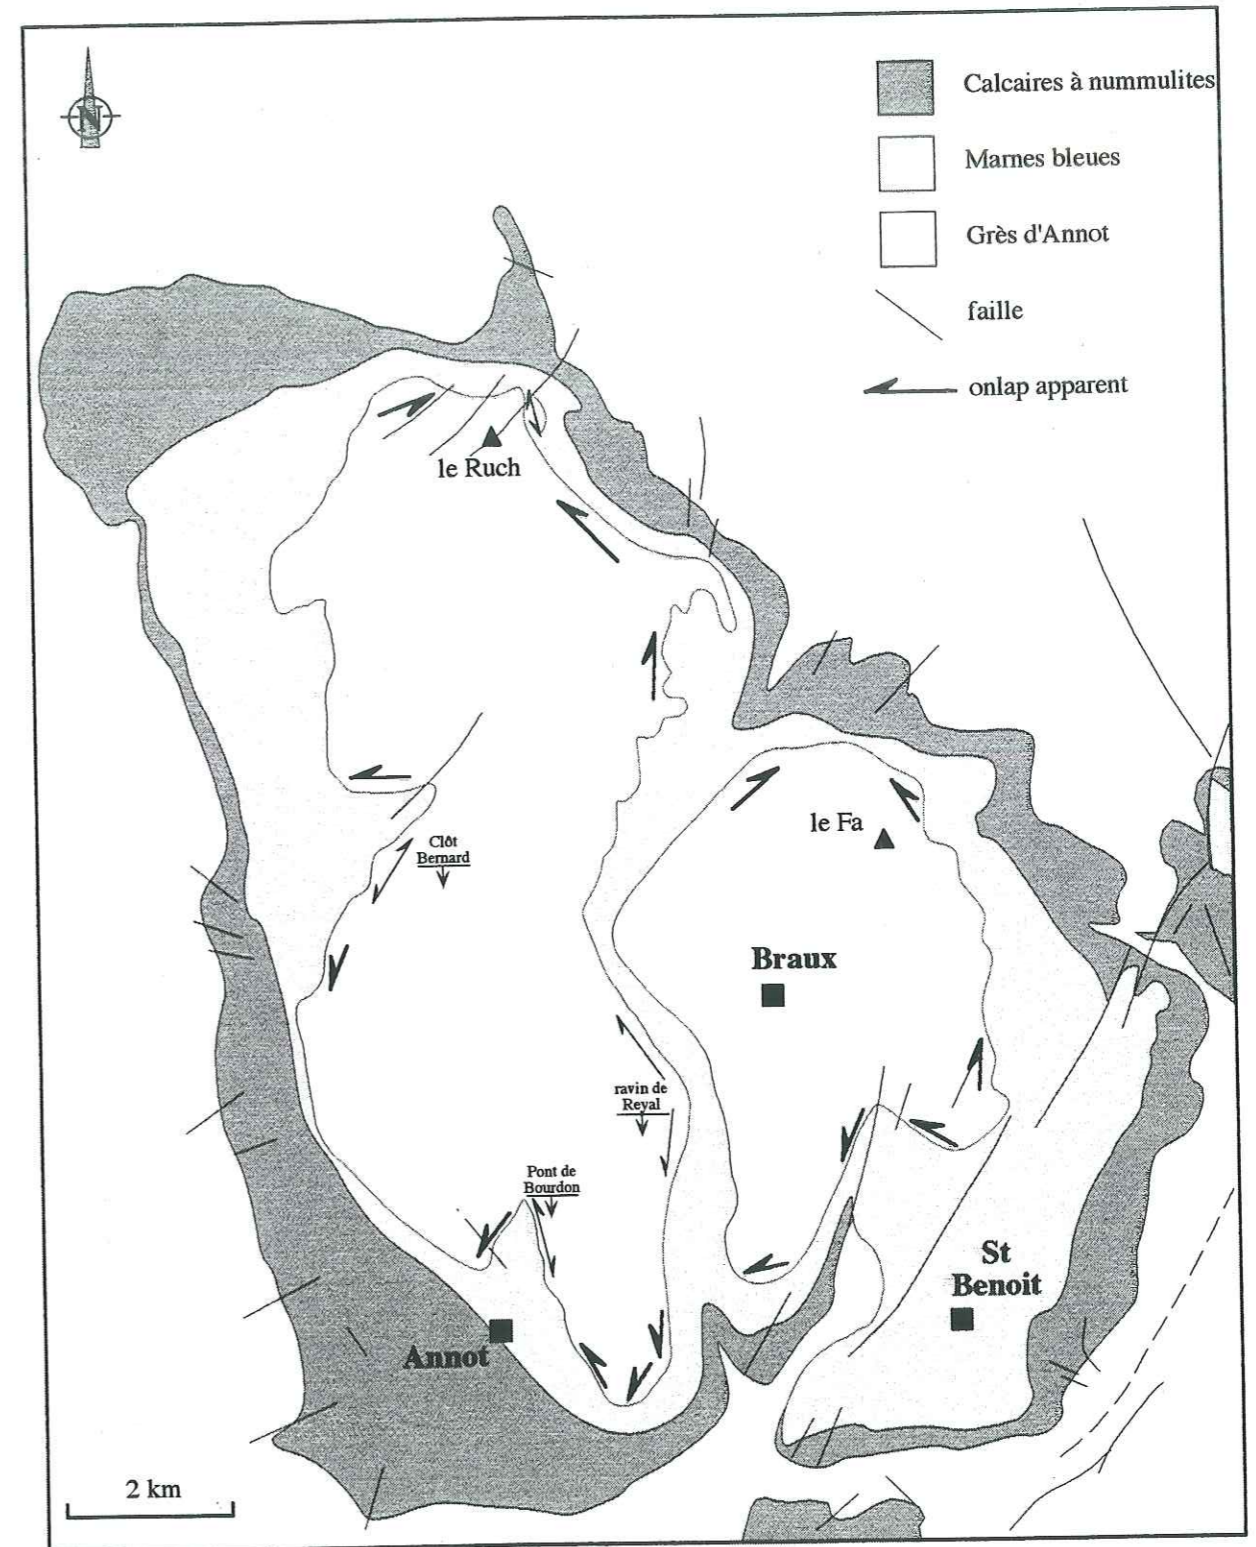 N
Calcaires à nummulites
Marnes bleues
Grès d'Annot
faille
onlap apparent
le Ruch
Clôt
Bernard
le Fa
Braux
ravin de
Reyal
Pont de
Bourdon
St
Benoit
Annot
2 km